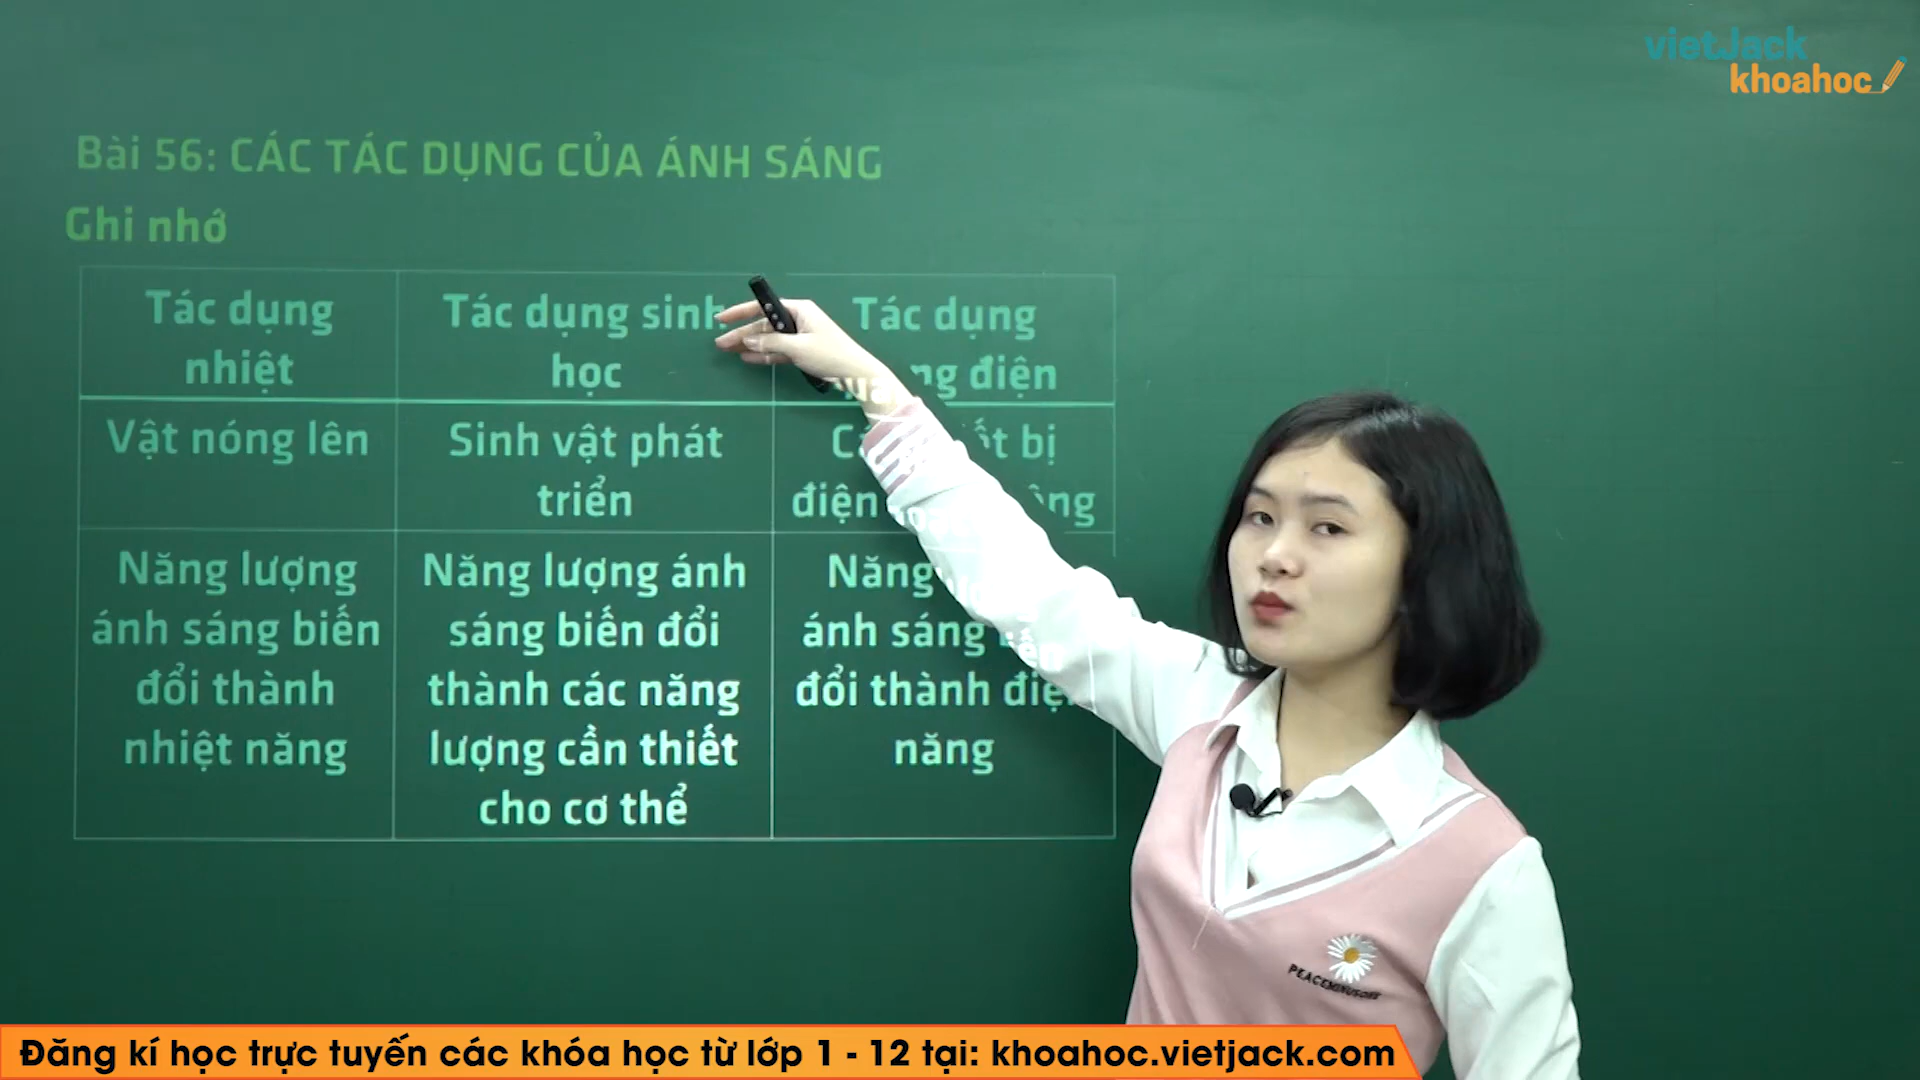 vietJack
khoahoc
Bài 56: CÁC TÁC DỤNG CỦA ÁNH SÁNG
Ghi nhớ
Tác dụng
nhiệt
Tác dụng sinh
học
Tác dụng
điện
Vật nóng lên
Sinh vật phát
triển
bị
điện
Năng lượng
ánh sáng biến
đổi thành
nhiệt năng
Năng lượng ánh
sáng biến đổi
thành các năng
lượng cần thiết
cho cơ thể
Năng
ánh sáng biến
đổi thành điện
năng
PEACEMINUSONE
Đăng kí học trực tuyến các khóa học từ lớp 1 - 12 tại: khoahoc.vietjack.com